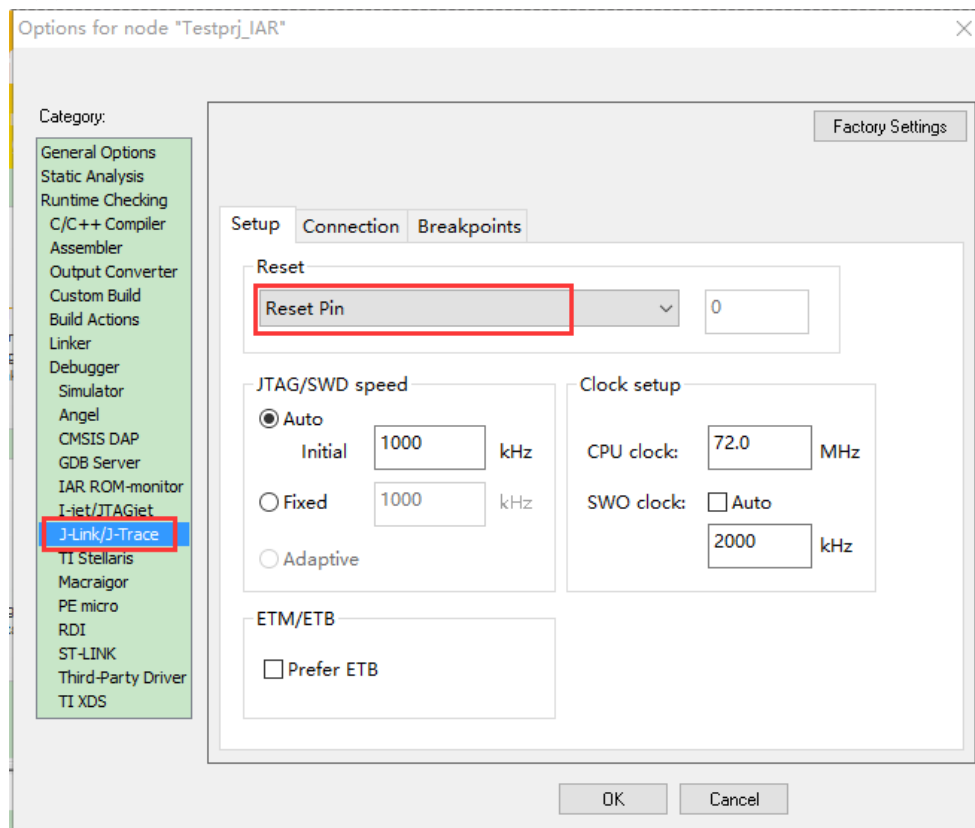 Options for node "Testprj_IAR"
Category:
Factory Settings
General Options
Static Analysis
Runtime Checking
C/C++ Compiler
Assembler
Output Converter
Custom Build
Build Actions
Linker
Debugger
Simulator
Angel
CMSIS DAP
GDB Server
IAR ROM-monitor
I-jet/JTAGjet
J-Link/J-Trace
TI Stellaris
Macraigor
PE micro
RDI
ST-LINK
Third-Party Driver
TI XDS
Setup Connection Breakpoints
Reset
Reset Pin 0
JTAG/SWD speed
Auto
Initial 1000 kHz
Fixed 1000 kHz
Adaptive
Clock setup
CPU clock: 72.0 MHz
SWO clock: Auto
2000 kHz
ETM/ETB
Prefer ETB
OK Cancel